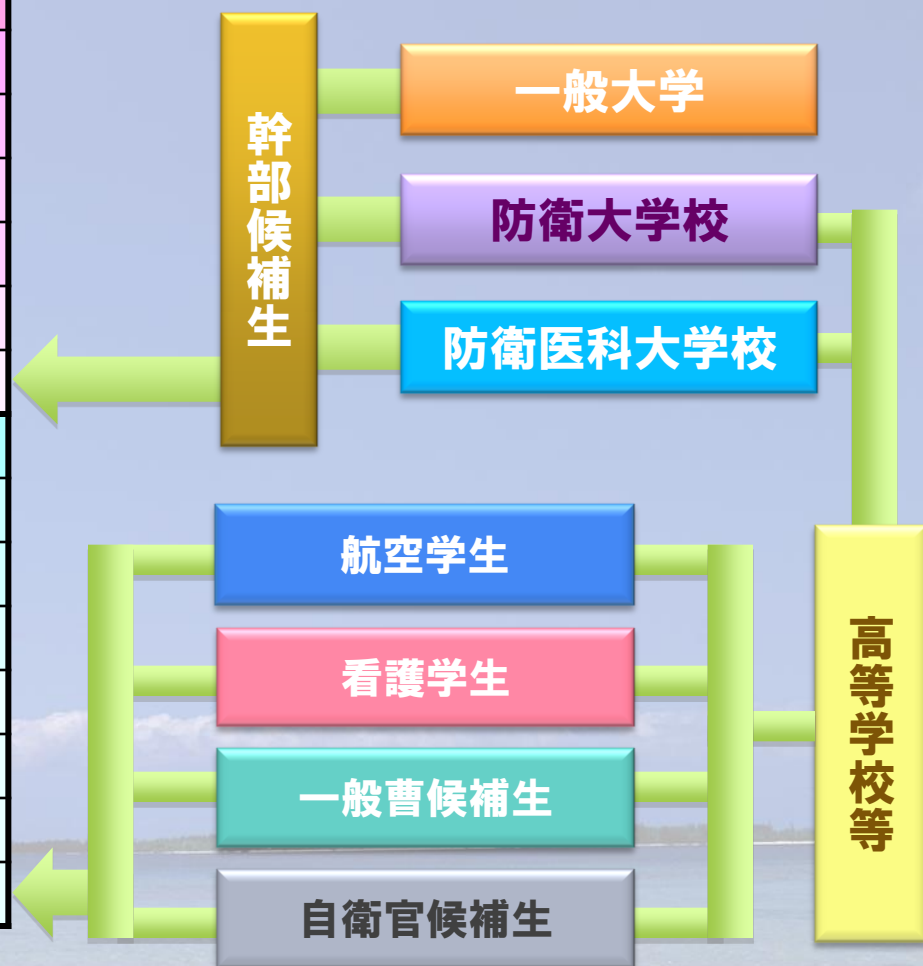 幹部候補生
一般大学
防衛大学校
防衛医科大学校
航空学生
看護学生
一般曹候補生
自衛官候補生
高等学校等